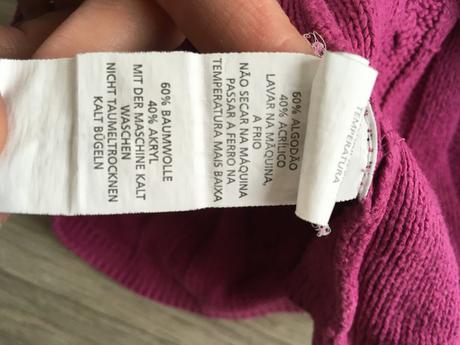 TEMPERATURA
60% ALGODÃO
40% ACRÍLICO
LAVAR NA MÁQUINA,
A FRIO
NÃO SECAR NA MÁQUINA
PASSAR A FERRO NA
TEMPERATURA MAIS BAIXA
60% BAUMWOLLE
40% AKRYL
MIT DER MASCHINE KALT
WASCHEN
NICHT TAUMELTROCKNEN
KALT BÜGELN